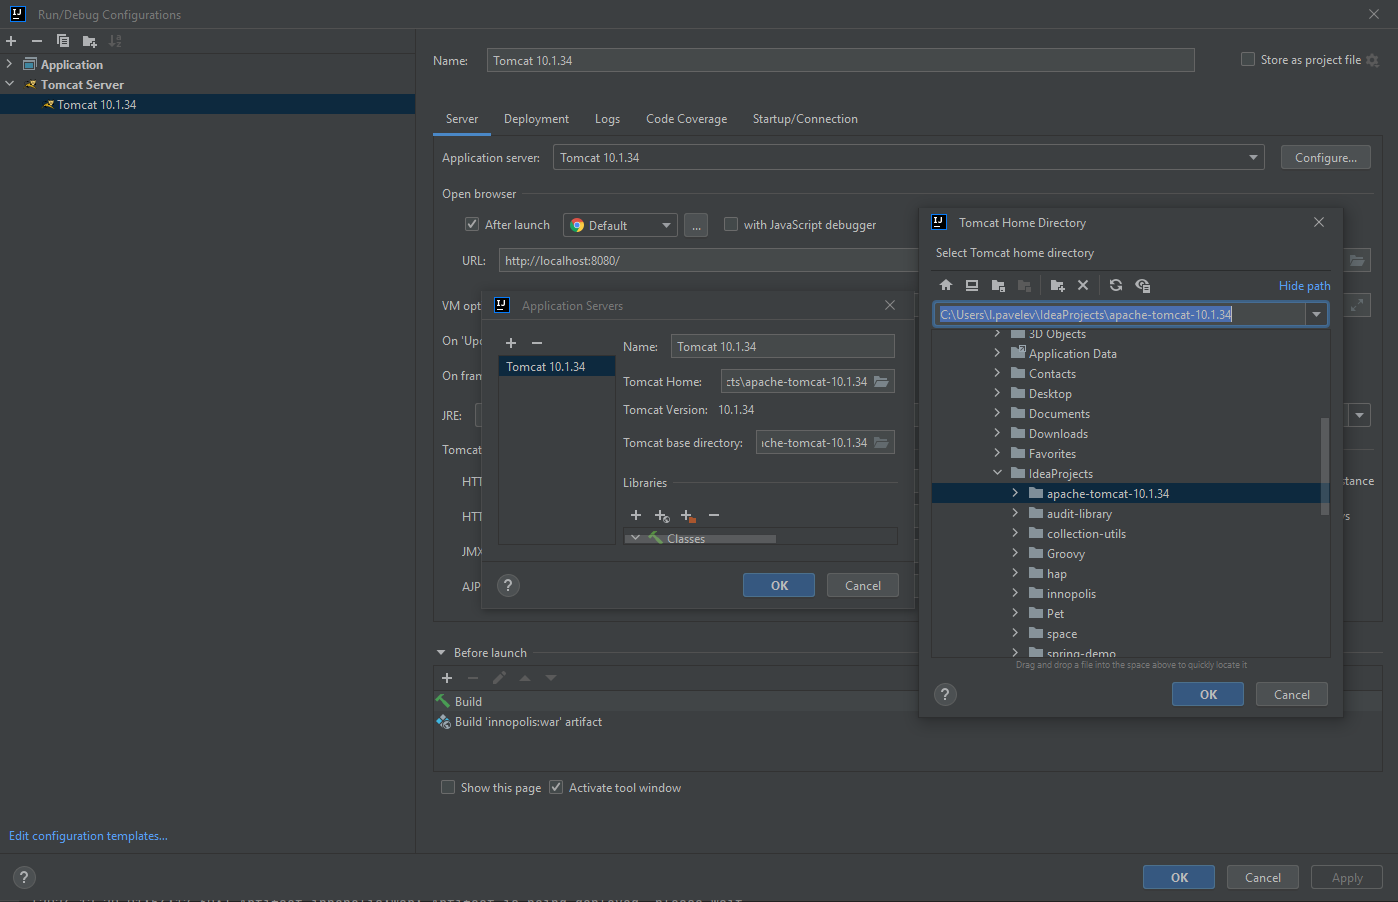 Run/Debug Configurations
Application
Tomcat Server
Tomcat 10.1.34
Edit configuration templates...
Name: Tomcat 10.1.34
Store as project file
Server Deployment Logs Code Coverage Startup/Connection
Application server: Tomcat 10.1.34 Configure...
Open browser
After launch Default ... with JavaScript debugger
URL: http://localhost:8080/
VM opt
On 'Upd
On fram
JRE:
Tomcat
HTT
HTT
JMX
AJP
stance
Application Servers
Tomcat 10.1.34
Name: Tomcat 10.1.34
Tomcat Home: cts\apache-tomcat-10.1.34
Tomcat Version: 10.1.34
Tomcat base directory: ache-tomcat-10.1.34
Libraries
Classes
? OK Cancel
Tomcat Home Directory
Select Tomcat home directory
Hide path
C:\Users\I.pavelev\IdeaProjects\apache-tomcat-10.1.34
3D Objects
Application Data
Contacts
Desktop
Documents
Downloads
Favorites
IdeaProjects
apache-tomcat-10.1.34
audit-library
collection-utils
Groovy
hap
innopolis
Pet
space
spring-demo
Drag and drop a file into the space above to quickly locate it
? OK Cancel
Before launch
Build
Build 'innopolis:war' artifact
Show this page Activate tool window
? OK Cancel Apply